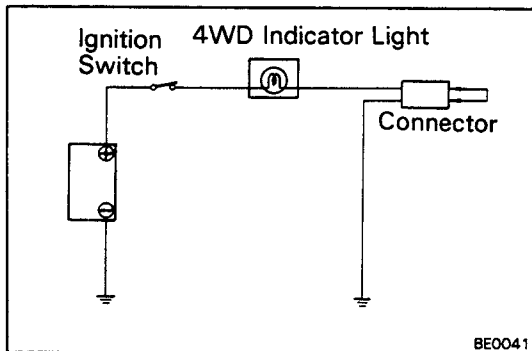 Ignition
Switch
4WD Indicator Light
Connector
BE0041